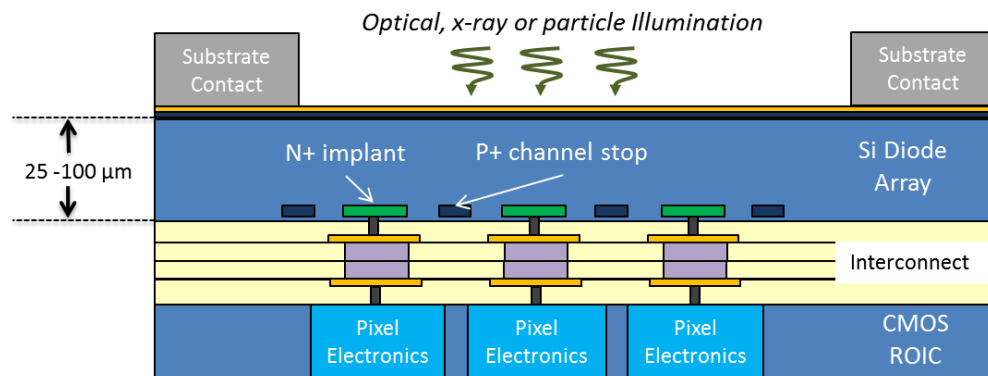 Optical, x-ray or particle Illumination
Substrate
Contact
Substrate
Contact
25 -100 µm
N+ implant
P+ channel stop
Si Diode
Array
Interconnect
Pixel
Electronics
Pixel
Electronics
Pixel
Electronics
CMOS
ROIC